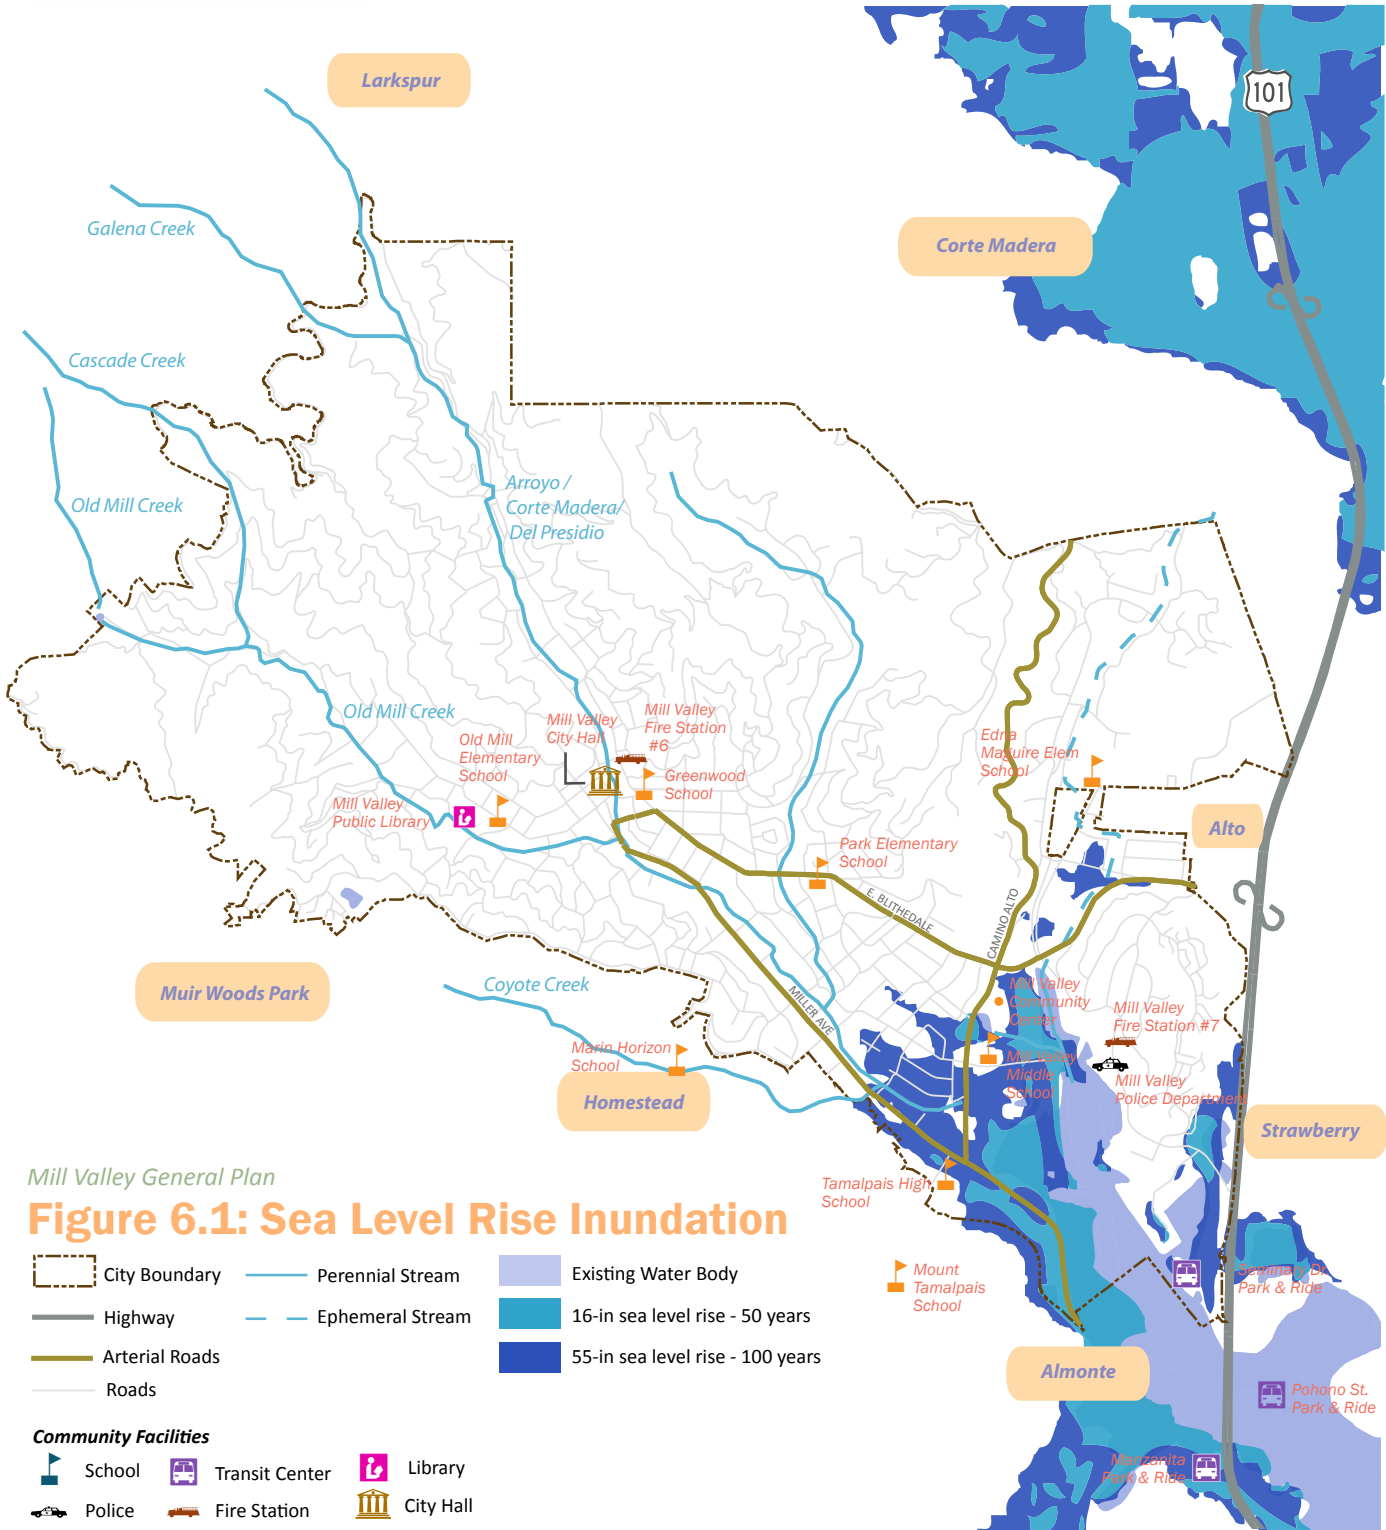 Larkspur
101
Galena Creek
Corte Madera
Cascade Creek
Old Mill Creek
Arroyo /
Corte Madera/
Del Presidio
Old Mill Creek
Mill Valley
City Hall
Mill Valley
Fire Station
#6
Old Mill
Elementary
School
Greenwood
School
Edna
Maguire Elem
School
Mill Valley
Public Library
Alto
Park Elementary
School
E. BLITHEDALE
CAMINO ALTO
Muir Woods Park
Coyote Creek
MILLER AVE
Mill Valley
Community
Center
Mill Valley
Fire Station #7
Marin Horizon
School
Mill Valley
Middle
School
Mill Valley
Police Department
Homestead
Strawberry
Tamalpais High
School
Mount
Tamalpais
School
Seminary Dr
Park & Ride
Almonte
Pohono St.
Park & Ride
Manzanita
Park & Ride
Mill Valley General Plan
Figure 6.1: Sea Level Rise Inundation
City Boundary
Perennial Stream
Existing Water Body
Highway
Ephemeral Stream
16-in sea level rise - 50 years
Arterial Roads
55-in sea level rise - 100 years
Roads
Community Facilities
School
Transit Center
Library
Police
Fire Station
City Hall